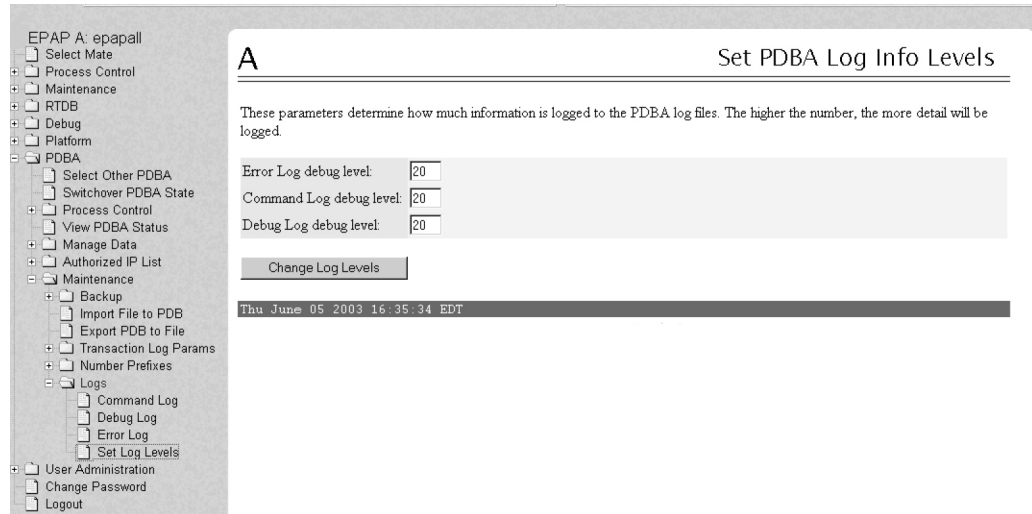 EPAP A: epapall
Select Mate
Process Control
Maintenance
RTDB
Debug
Platform
PDBA
Select Other PDBA
Switchover PDBA State
Process Control
View PDBA Status
Manage Data
Authorized IP List
Maintenance
Backup
Import File to PDB
Export PDB to File
Transaction Log Params
Number Prefixes
Logs
Command Log
Debug Log
Error Log
Set Log Levels
User Administration
Change Password
Logout
A
Set PDBA Log Info Levels
These parameters determine how much information is logged to the PDBA log files. The higher the number, the more detail will be
logged.
Error Log debug level: 20
Command Log debug level: 20
Debug Log debug level: 20
Change Log Levels
Thu June 05 2003 16:35:34 EDT